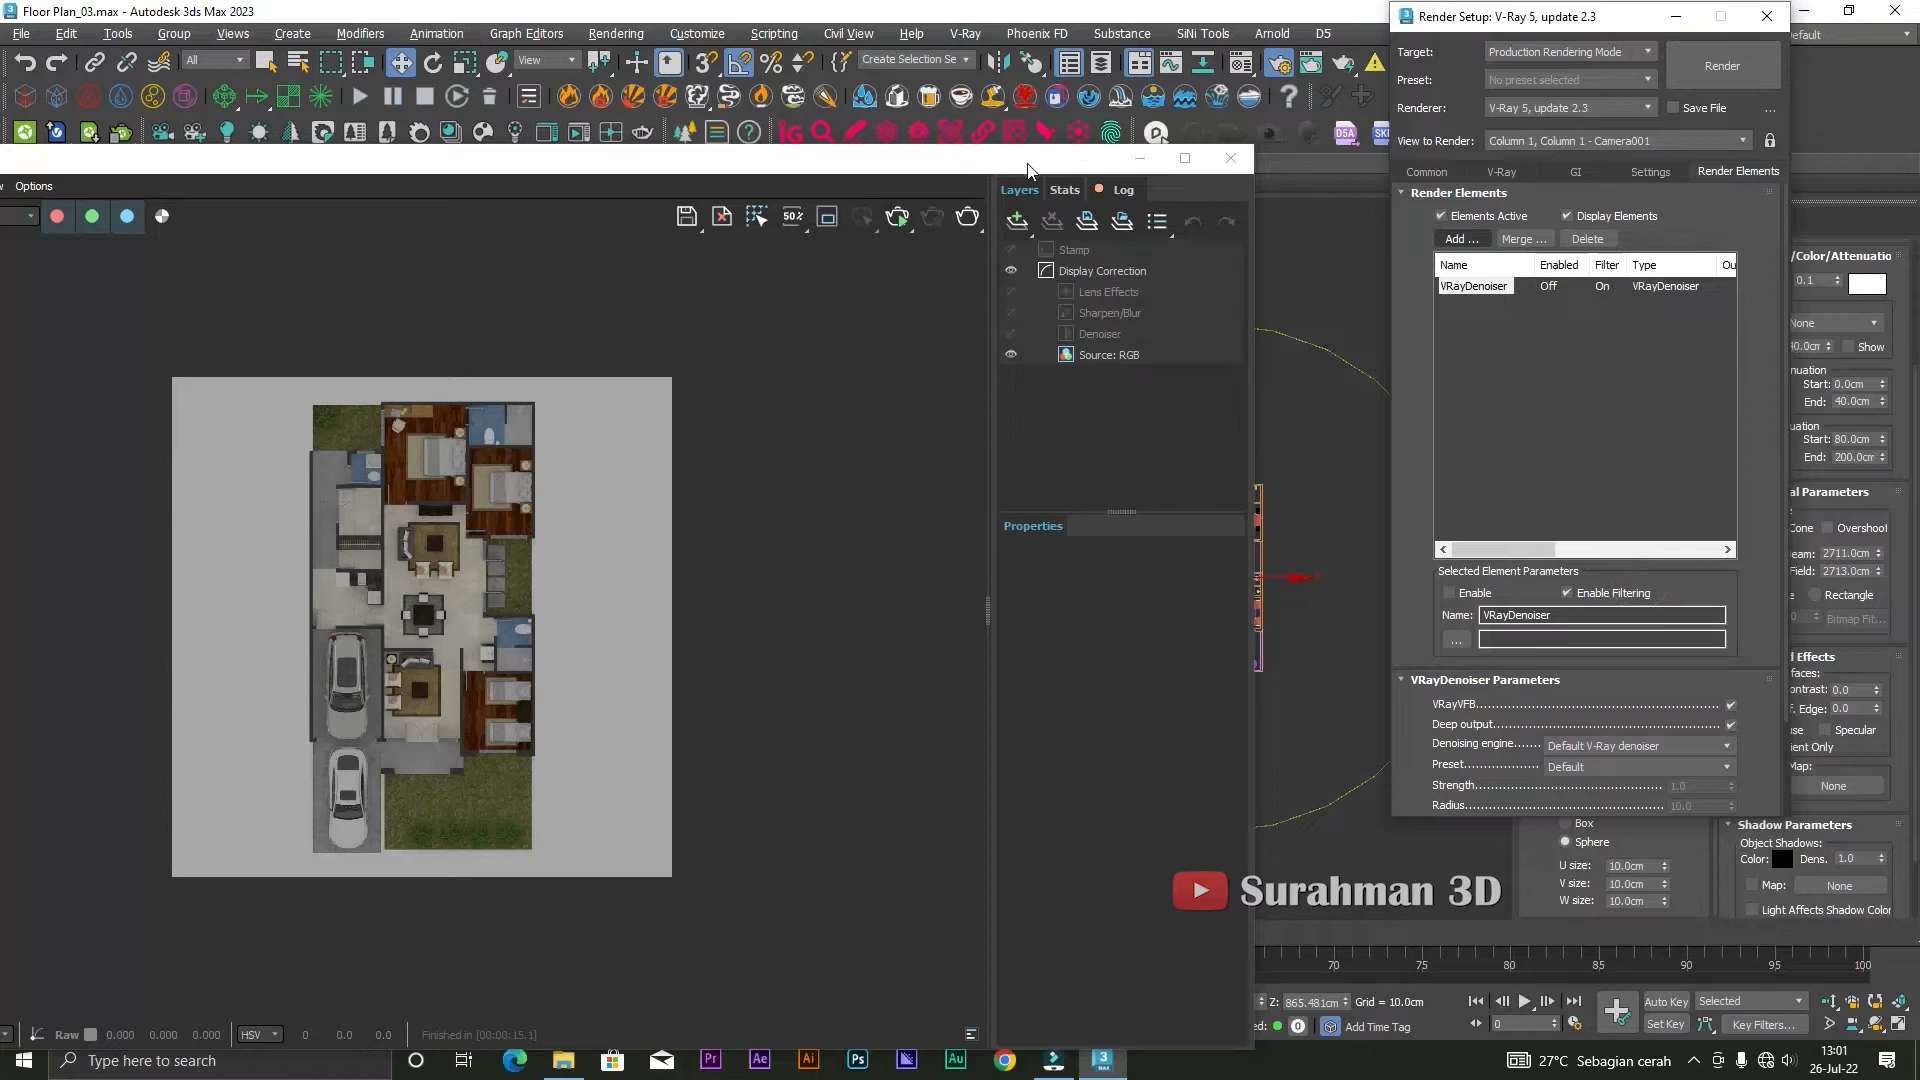 Floor Plan_03.max - Autodesk 3ds Max 2023
File Edit Tools Group Views Create Modifiers Animation Graph Editors Rendering Customize Scripting Civil View Help V-Ray Phoenix FD Substance SiNi Tools Arnold D5
All
View
Create Selection Se
Options
Layers Stats Log
Stamp
Display Correction
Lens Effects
Sharpen/Blur
Denoiser
Source: RGB
Properties
Raw 0.000 0.000 0.000 HSV 0 0.0 0.0 Finished in [00:00:15.1]
Render Setup: V-Ray 5, update 2.3
Target: Production Rendering Mode
Preset: No preset selected
Render
Renderer: V-Ray 5, update 2.3 Save File ...
View to Render: Column 1, Column 1 - Camera001
Common V-Ray GI Settings Render Elements
Render Elements
Elements Active Display Elements
Add ... Merge ... Delete
Name Enabled Filter Type Ou
VRayDenoiser Off On VRayDenoiser
Selected Element Parameters
Enable Enable Filtering
Name: VRayDenoiser
...
VRayDenoiser Parameters
VRayVFB
Deep output
Denoising engine Default V-Ray denoiser
Preset Default
Strength 1.0
Radius 10.0
efault
/Color/Attenuatio
0.1
None
40.0cm Show
nuation
Start: 0.0cm
End: 40.0cm
uation
Start: 80.0cm
End: 200.0cm
al Parameters
Cone Overshoot
eam: 2711.0cm
Field: 2713.0cm
Rectangle
Bitmap Fit...
d Effects
faces:
ontrast: 0.0
f. Edge: 0.0
use Specular
ient Only
Map:
None
Box
Sphere
U size: 10.0cm
V size: 10.0cm
W size: 10.0cm
Shadow Parameters
Object Shadows:
Color: Dens. 1.0
Map: None
Light Affects Shadow Color
Surahman 3D
70 75 80 85 90 95 100
Z: 865.481cm Grid = 10.0cm
Auto Key Selected
ed: 0 Add Time Tag
0
Set Key Key Filters...
Type here to search
27°C Sebagian cerah
13:01
26-Jul-22